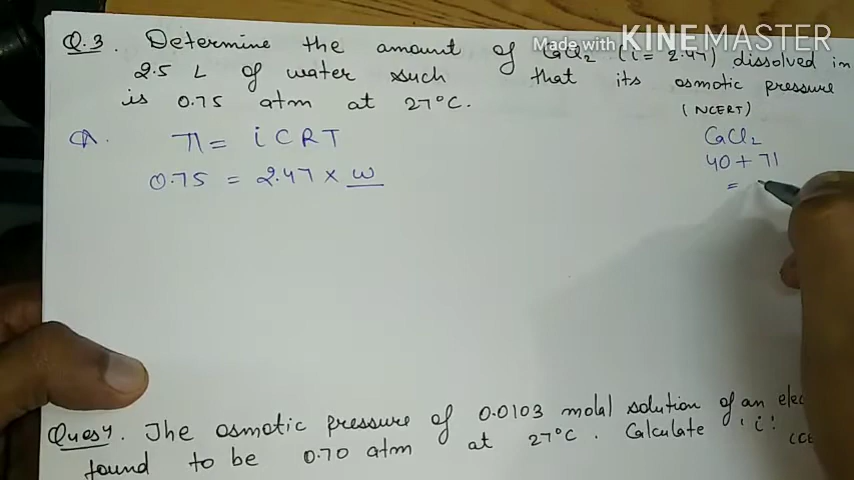 Q.3. Determine the amount of CaCl2 (i = 2.47) dissolved in
2.5 L of water such that its osmotic pressure
is 0.75 atm at 27°C.
(NCERT)
A. π = i C R T
CaCl2
40 + 71
=
0.75 = 2.47 × w
Ques4. The osmotic pressure of 0.0103 molal solution of an
found to be 0.70 atm at 27°C. Calculate 'i'.
Made with KINEMASTER